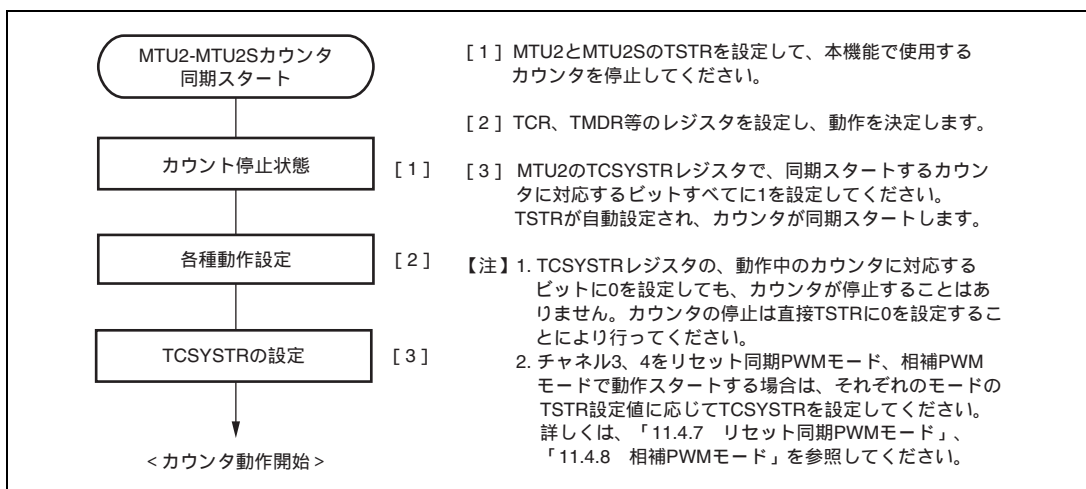 MTU2-MTU2Sカウンタ
同期スタート
カウント停止状態
[ 1 ]
各種動作設定
[ 2 ]
TCSYSTRの設定
[ 3 ]
< カウンタ動作開始 >
[ 1 ] MTU2とMTU2SのTSTRを設定して、本機能で使用する
カウンタを停止してください。
[ 2 ] TCR、TMDR等のレジスタを設定し、動作を決定します。
[ 3 ] MTU2のTCSYSTRレジスタで、同期スタートするカウン
タに対応するビットすべてに1を設定してください。
TSTRが自動設定され、カウンタが同期スタートします。
【注】1. TCSYSTRレジスタの、動作中のカウンタに対応する
ビットに0を設定しても、カウンタが停止することはあ
りません。カウンタの停止は直接TSTRに0を設定するこ
とにより行ってください。
2. チャネル3、4をリセット同期PWMモード、相補PWM
モードで動作スタートする場合は、それぞれのモードの
TSTR設定値に応じてTCSYSTRを設定してください。
詳しくは、「11.4.7 リセット同期PWMモード」、
「11.4.8 相補PWMモード」を参照してください。